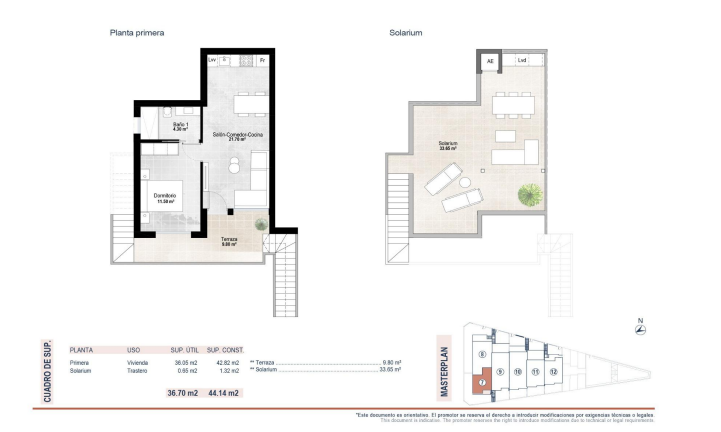 Planta primera
Solarium
Lvv
Fr
AE
Lvd
Baño 1
4.30 m²
Salón-Comedor-Cocina
21.70 m²
Solarium
33.65 m²
Dormitorio
11.50 m²
Terraza
9.80 m²
N
CUADRO DE SUP.
PLANTA USO SUP. ÚTIL SUP. CONST.
Primera Vivienda 36.05 m2 42.82 m2
Solarium Trastero 0.65 m2 1.32 m2
36.70 m2 44.14 m2
** Terraza 9.80 m²
** Solarium 33.65 m²
MASTERPLAN
8
9 10 11 12
7
*Este documento es orientativo. El promotor se reserva el derecho a introducir modificaciones por exigencias técnicas o legales.
This document is indicative. The promoter reserves the right to introduce modifications due to technical or legal requirements.